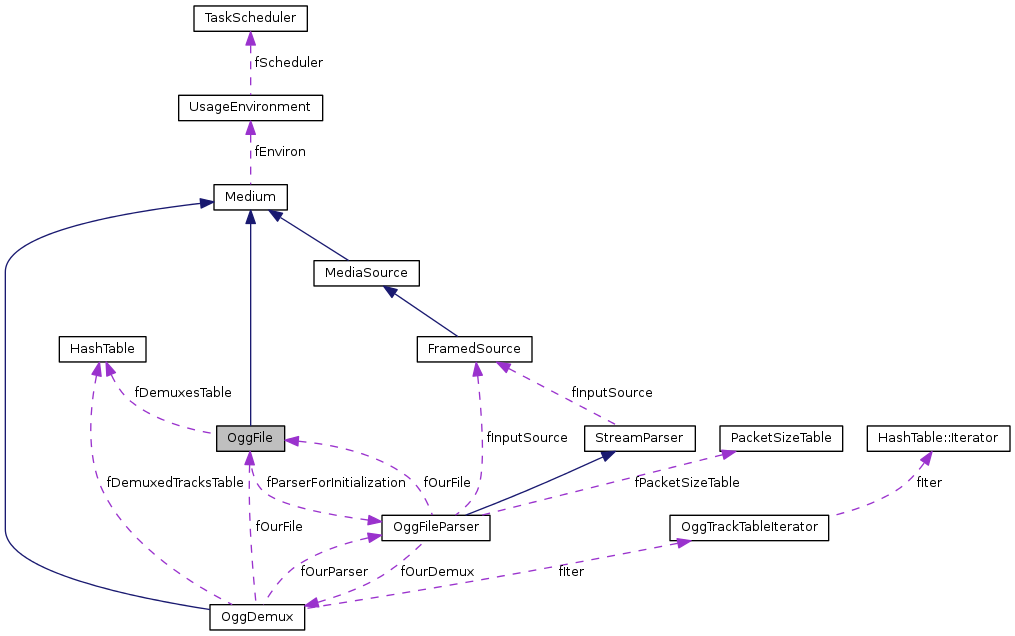 TaskScheduler
fScheduler
UsageEnvironment
fEnviron
Medium
MediaSource
HashTable
FramedSource
fDemuxesTable
fInputSource
OggFile
fInputSource
StreamParser
PacketSizeTable
HashTable::Iterator
fDemuxedTracksTable
fParserForInitialization
fOurFile
fPacketSizeTable
fIter
fOurFile
OggFileParser
OggTrackTableIterator
fOurParser
fOurDemux
fIter
OggDemux